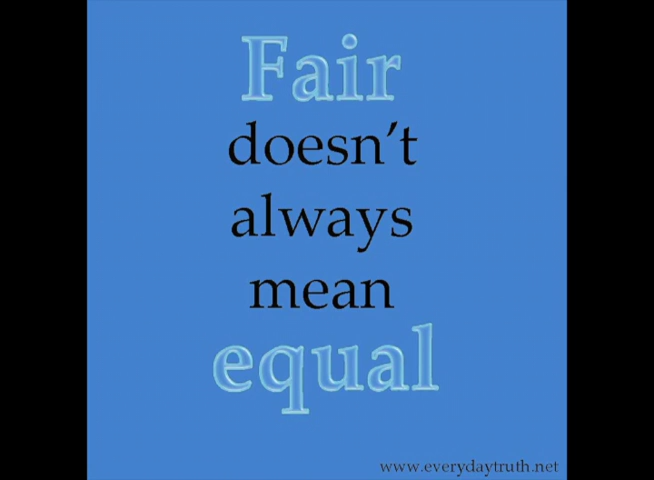 Fair
doesn’t
always
mean
equal
www.everydaytruth.net